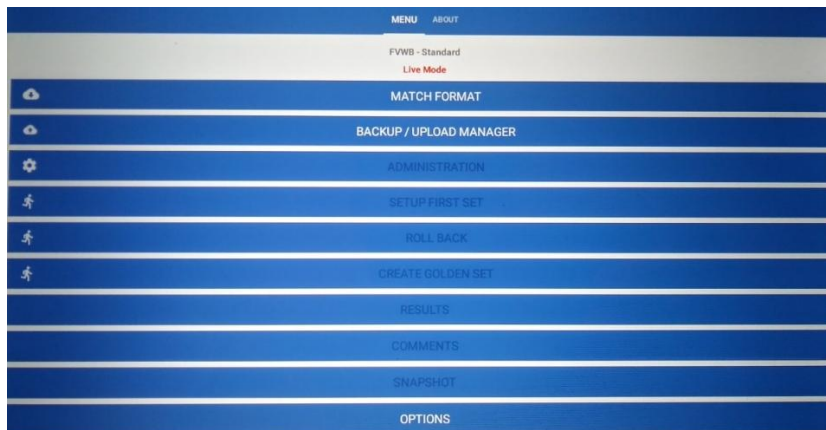 MENU ABOUT
FVWB - Standard
Live Mode
MATCH FORMAT
BACKUP / UPLOAD MANAGER
ADMINISTRATION
SETUP FIRST SET
ROLL BACK
CREATE GOLDEN SET
RESULTS
COMMENTS
SNAPSHOT
OPTIONS